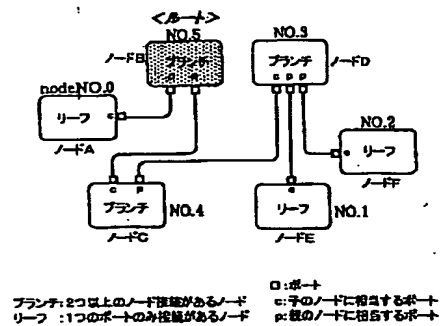 <ルート>
NO.5
NO.3
ノードB
ブランチ
ブランチ
ノードD
c p p
nodeNO.0
リーフ
c
ノードA
NO.2
c リーフ
ノードF
c p
ブランチ
NO.4
ノードC
c
リーフ
NO.1
ノードE
ロ:ポート
ブランチ:2つ以上のノード接続があるノード
c:子のノードに相当するポート
リーフ :1つのポートのみ接続があるノード
p:親のノードに相当するポート